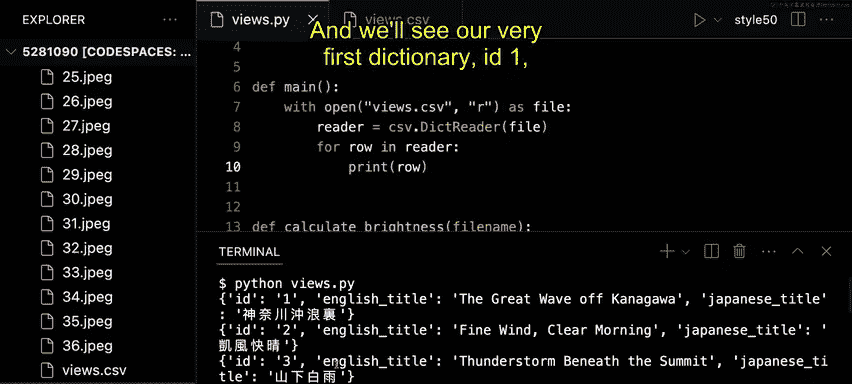 EXPLORER
views.py
views.csv
style50
And we'll see our very
first dictionary, id 1,
5281090 [CODESPACES: ...
25.jpeg
26.jpeg
27.jpeg
28.jpeg
29.jpeg
30.jpeg
31.jpeg
32.jpeg
33.jpeg
34.jpeg
35.jpeg
36.jpeg
views.csv
4
5
6 def main():
7 with open("views.csv", "r") as file:
8 reader = csv.DictReader(file)
9 for row in reader:
10 print(row)
11
12
13 def calculate_brightness(filename):
TERMINAL
$ python views.py
{'id': '1', 'english_title': 'The Great Wave off Kanagawa', 'japanese_title'
: '神奈川沖浪裏'}
{'id': '2', 'english_title': 'Fine Wind, Clear Morning', 'japanese_title': '
凱風快晴'}
{'id': '3', 'english_title': 'Thunderstorm Beneath the Summit', 'japanese_ti
tle': '山下白雨'}